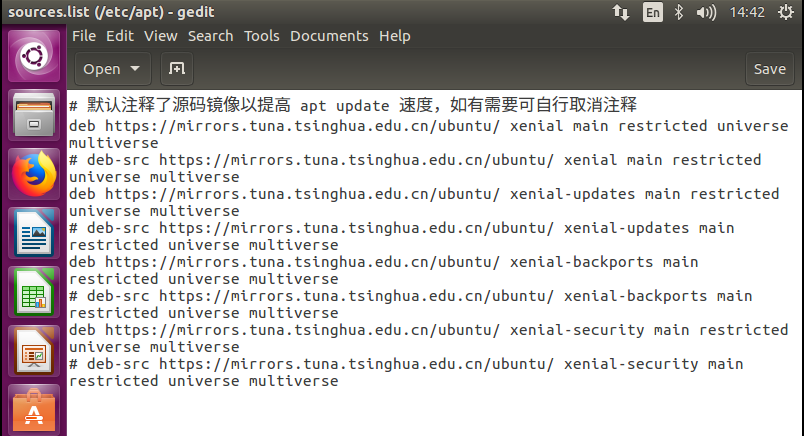 sources.list (/etc/apt) - gedit
En
14:42
File Edit View Search Tools Documents Help
Open
Save
# 默认注释了源码镜像以提高 apt update 速度，如有需要可自行取消注释
deb https://mirrors.tuna.tsinghua.edu.cn/ubuntu/ xenial main restricted universe
multiverse
# deb-src https://mirrors.tuna.tsinghua.edu.cn/ubuntu/ xenial main restricted
universe multiverse
deb https://mirrors.tuna.tsinghua.edu.cn/ubuntu/ xenial-updates main restricted
universe multiverse
# deb-src https://mirrors.tuna.tsinghua.edu.cn/ubuntu/ xenial-updates main
restricted universe multiverse
deb https://mirrors.tuna.tsinghua.edu.cn/ubuntu/ xenial-backports main
restricted universe multiverse
# deb-src https://mirrors.tuna.tsinghua.edu.cn/ubuntu/ xenial-backports main
restricted universe multiverse
deb https://mirrors.tuna.tsinghua.edu.cn/ubuntu/ xenial-security main restricted
universe multiverse
# deb-src https://mirrors.tuna.tsinghua.edu.cn/ubuntu/ xenial-security main
restricted universe multiverse